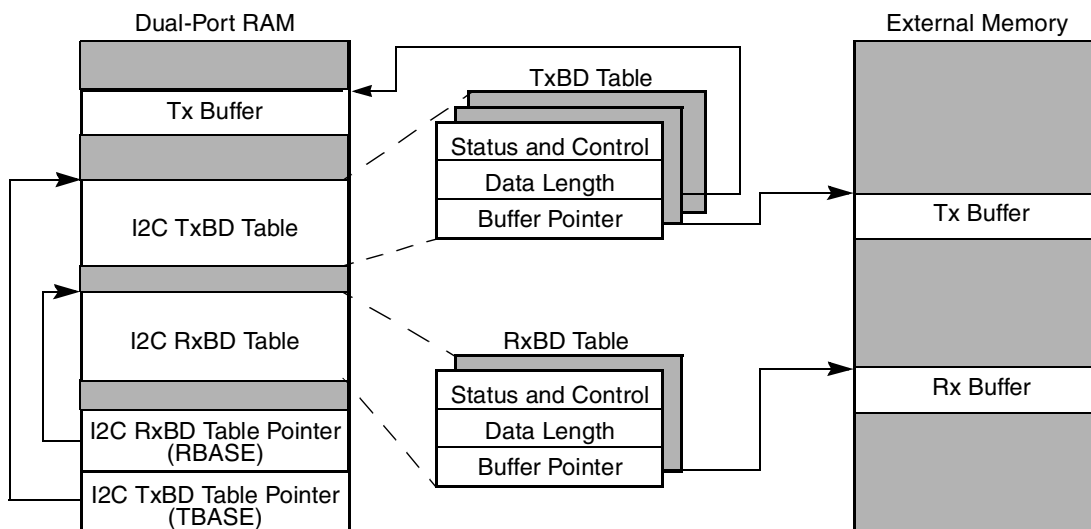 Dual-Port RAM
Tx Buffer
I2C TxBD Table
I2C RxBD Table
I2C RxBD Table Pointer
(RBASE)
I2C TxBD Table Pointer
(TBASE)
TxBD Table
Status and Control
Data Length
Buffer Pointer
RxBD Table
Status and Control
Data Length
Buffer Pointer
External Memory
Tx Buffer
Rx Buffer